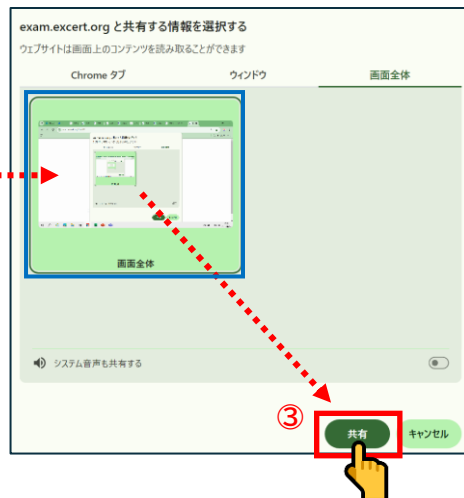 exam.excert.org と共有する情報を選択する
ウェブサイトは画面上のコンテンツを読み取ることができます
Chrome タブ ウィンドウ 画面全体
画面全体
システム音声も共有する
③
共有 キャンセル